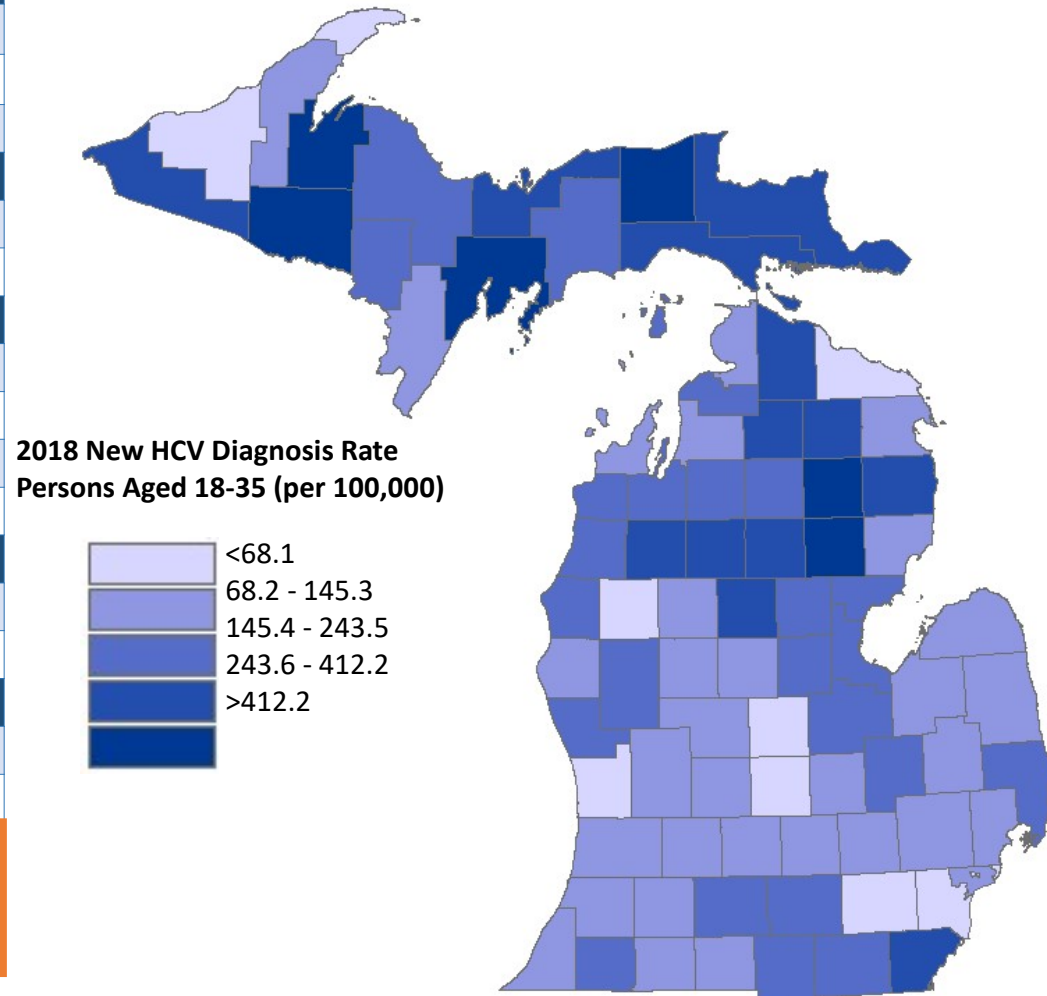 2018 New HCV Diagnosis Rate
Persons Aged 18-35 (per 100,000)
<68.1
68.2 - 145.3
145.4 - 243.5
243.6 - 412.2
>412.2